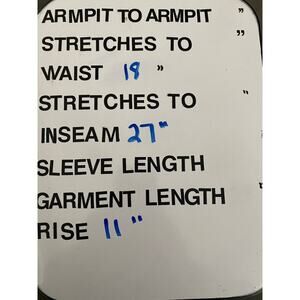 ARMPIT TO ARMPIT "
STRETCHES TO "
WAIST 18 "
STRETCHES TO "
INSEAM 27"
SLEEVE LENGTH
GARMENT LENGTH "
RISE 11"